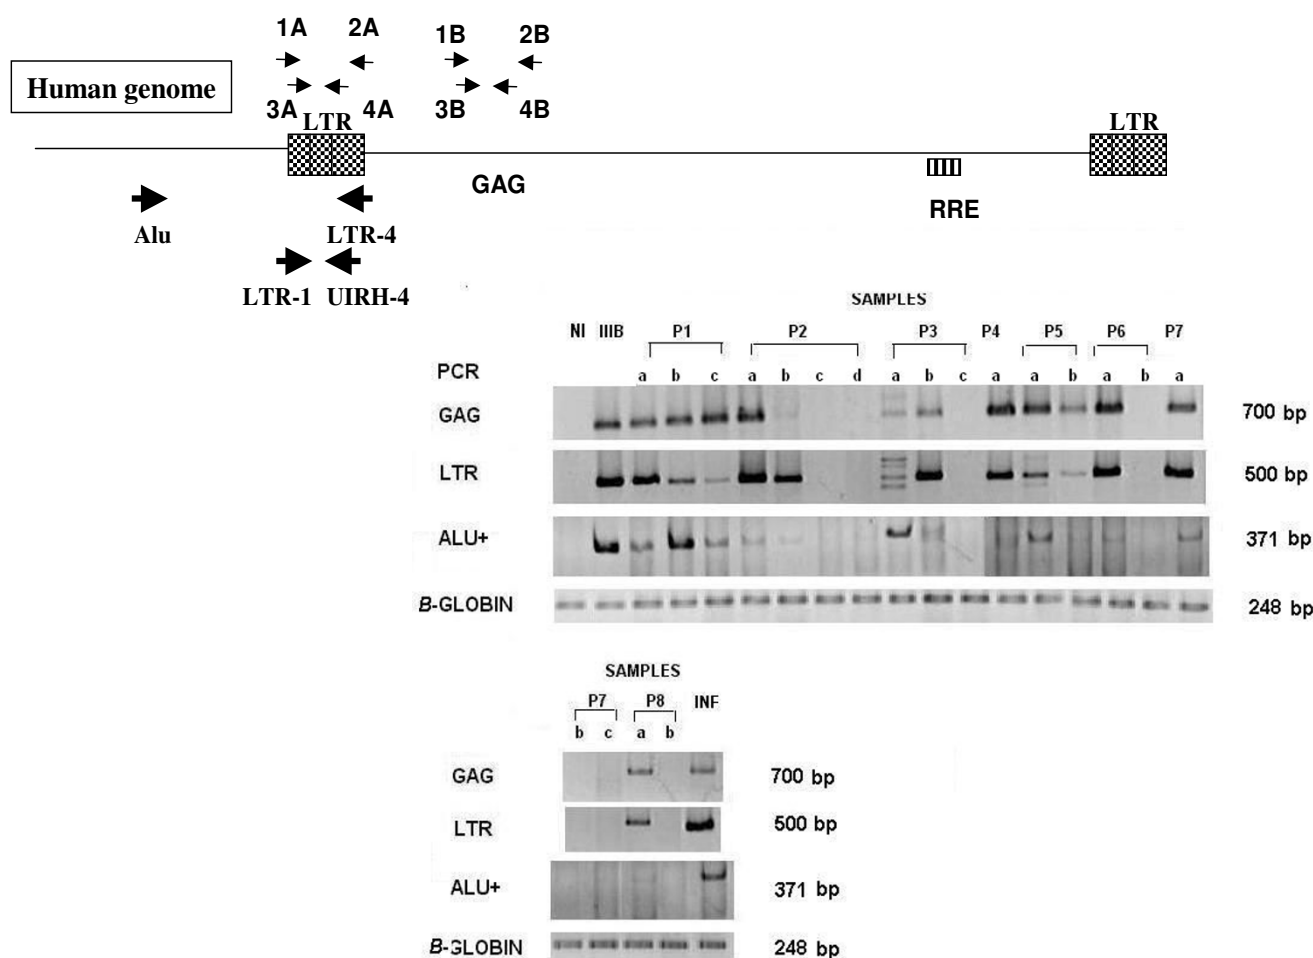 1A 2A 1B 2B
Human genome
3A 4A 3B 4B
LTR LTR
GAG
RRE
Alu LTR-4
LTR-1 UIRH-4
SAMPLES
NI IIIB P1 P2 P3 P4 P5 P6 P7
PCR a b c a b c d a b c a a b a b a
GAG 700 bp
LTR 500 bp
ALU+ 371 bp
B-GLOBIN 248 bp
SAMPLES
P7 P8 INF
b c a b
GAG 700 bp
LTR 500 bp
ALU+ 371 bp
B-GLOBIN 248 bp